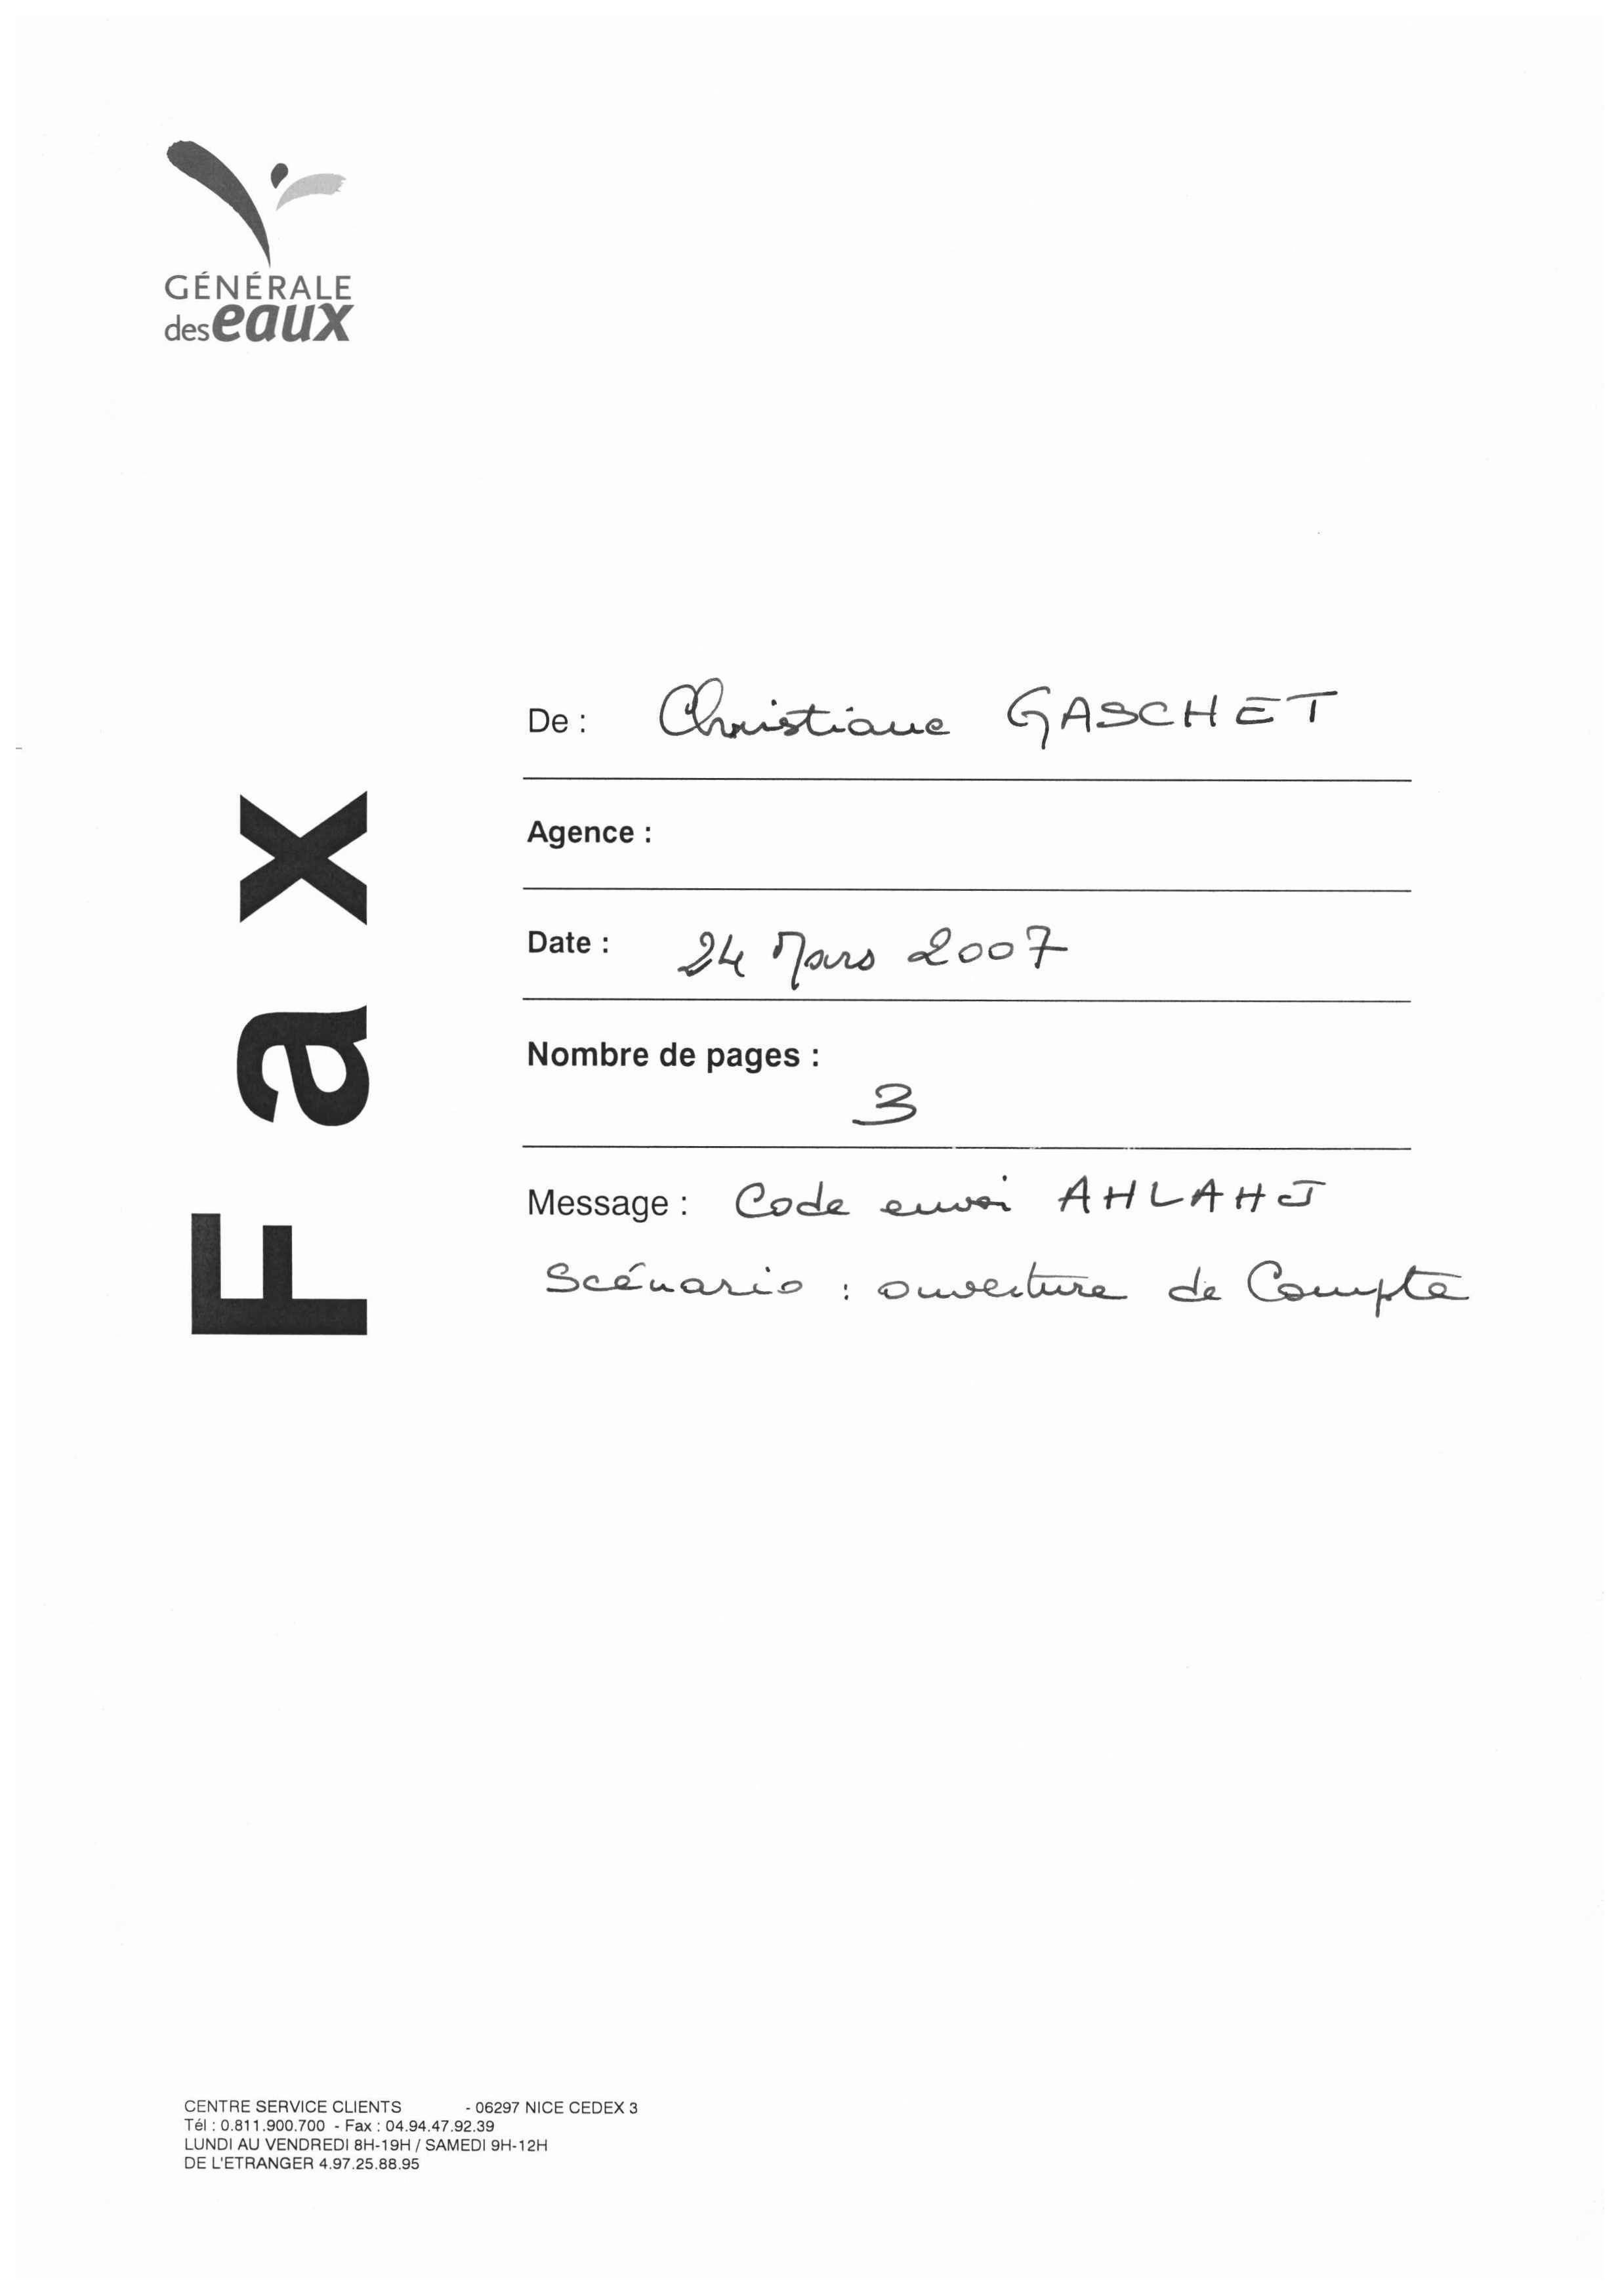 GÉNÉRALE
des eaux
Fax
De : Christiane GASCHET
Agence :
Date : 24 Mars 2007
Nombre de pages :
3
Message : Code envoi AHLAHJ
Scénario : ouverture de Compte
CENTRE SERVICE CLIENTS - 06297 NICE CEDEX 3
Tél : 0.811.900.700 - Fax : 04.94.47.92.39
LUNDI AU VENDREDI 8H-19H / SAMEDI 9H-12H
DE L'ETRANGER 4.97.25.88.95